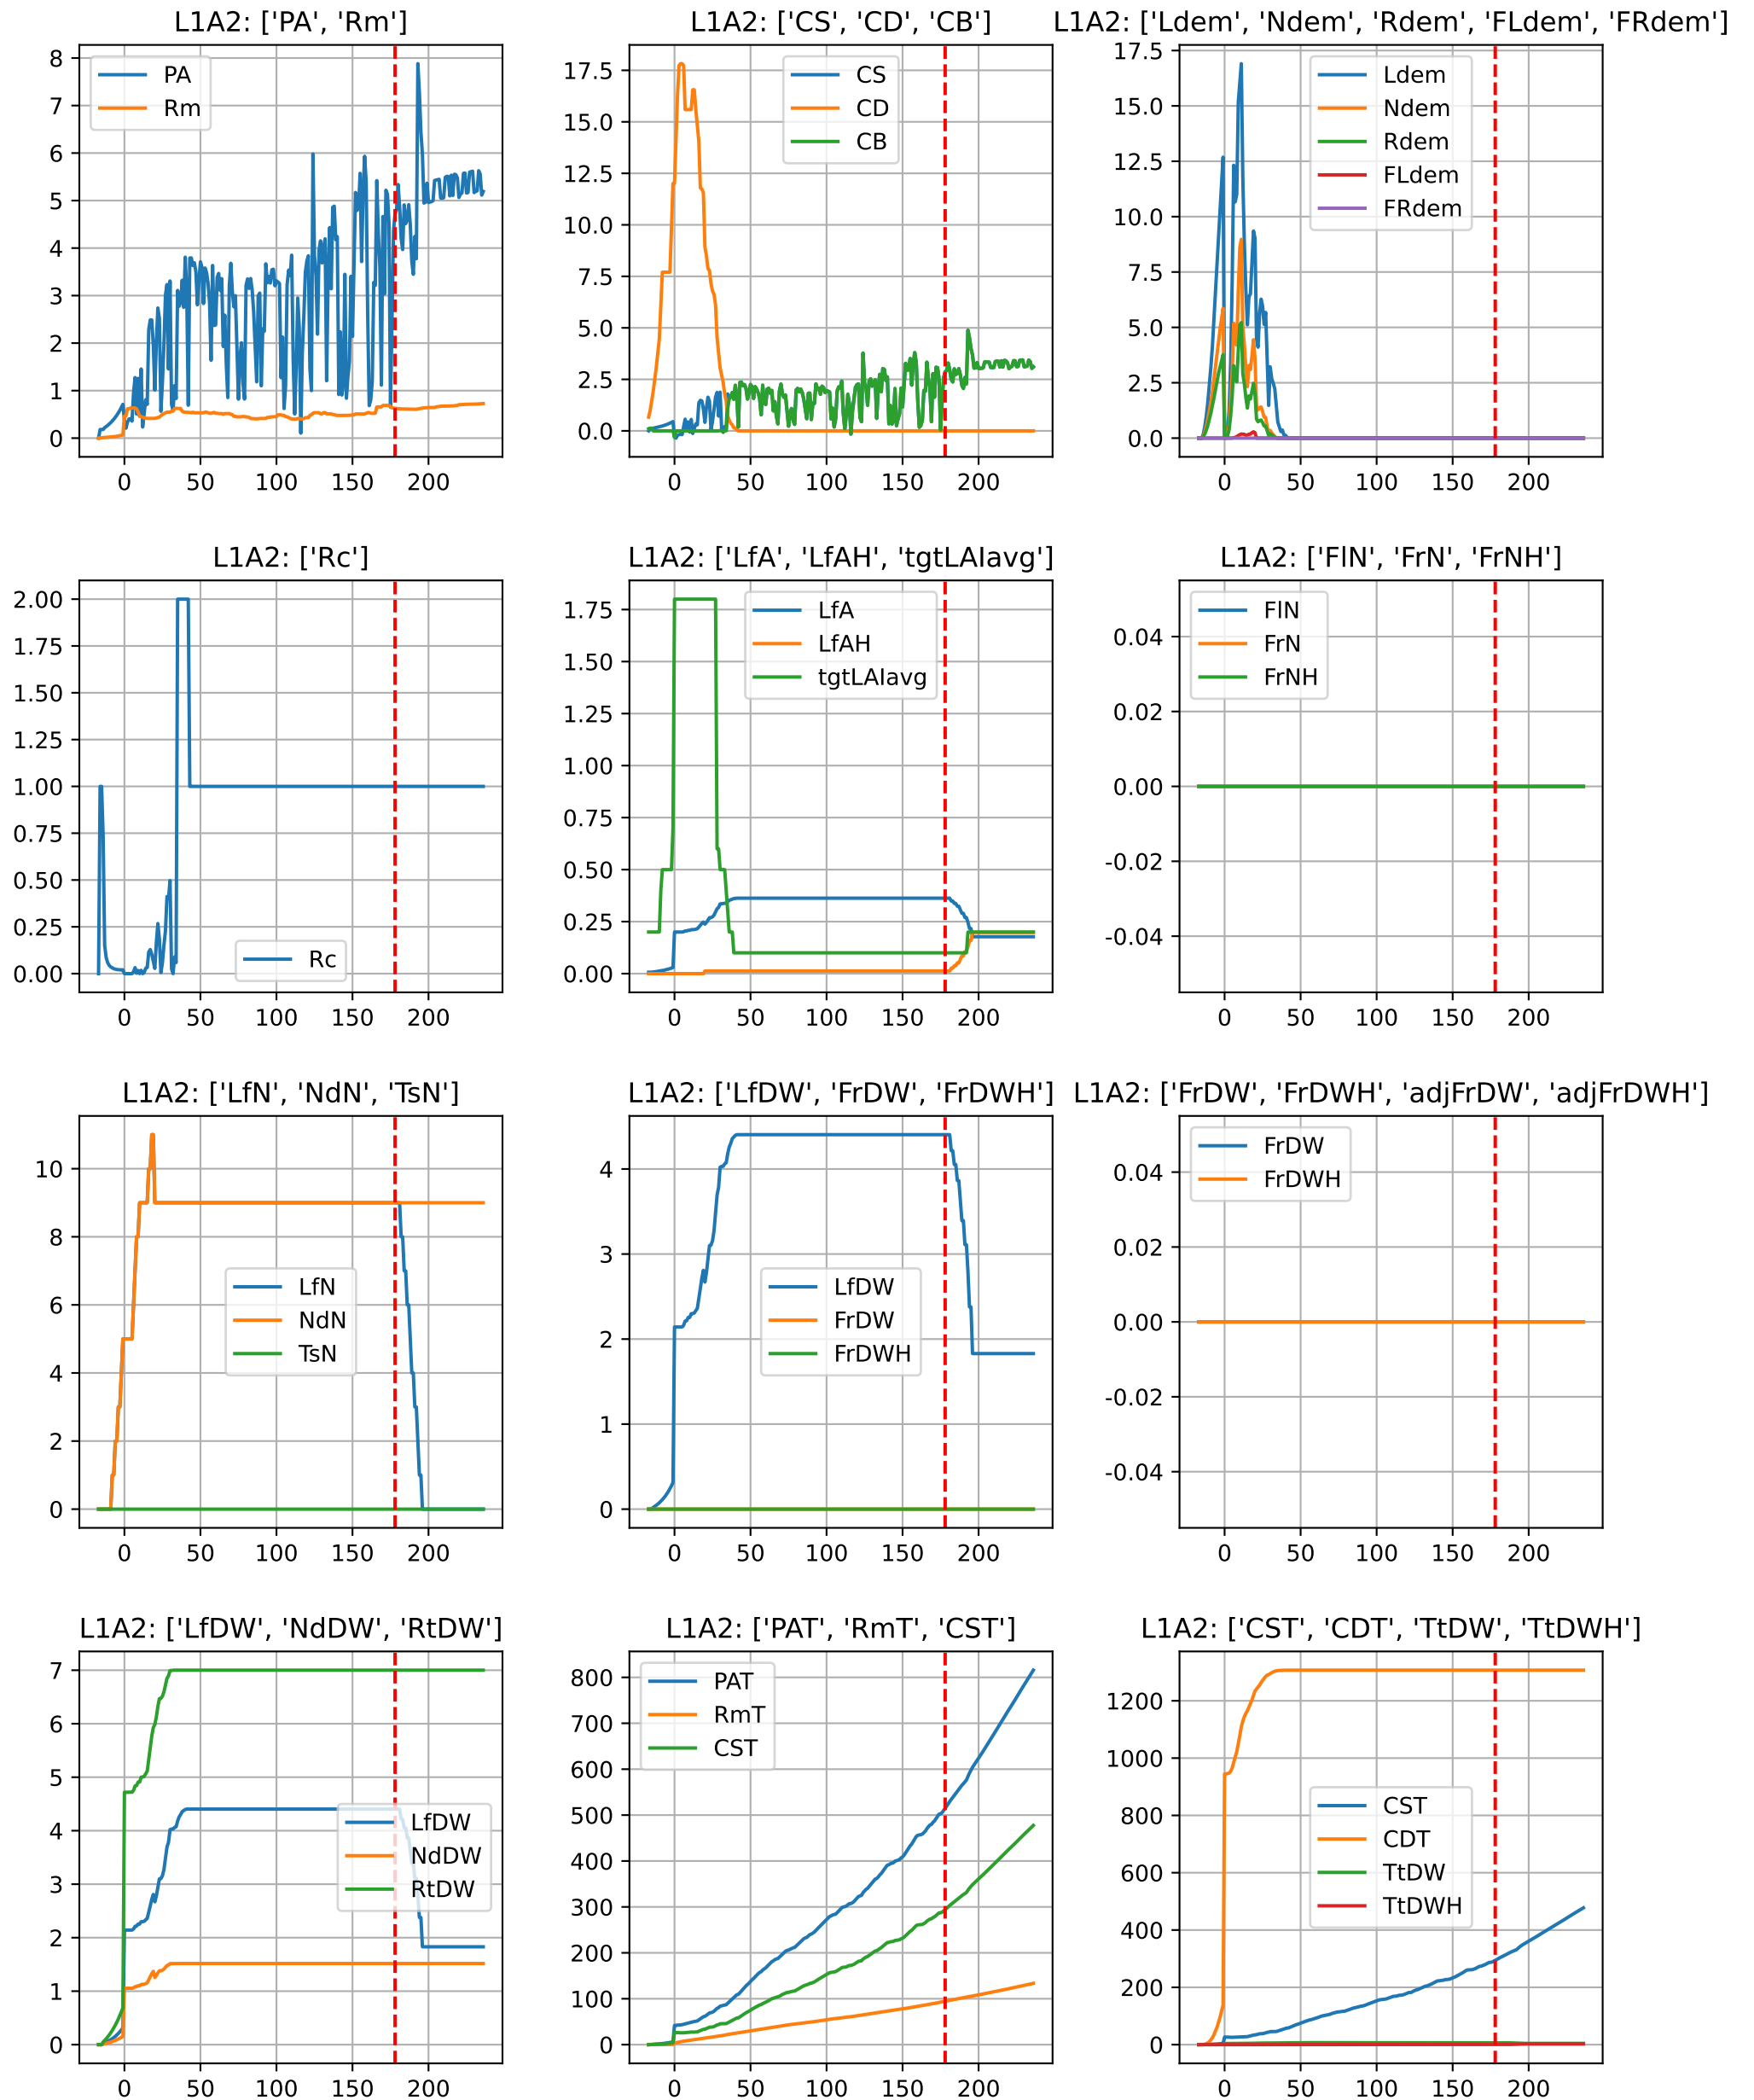 L1A2: ['PA', 'Rm']
8
7
6
5
4
3
2
1
0
PA
Rm
0 50 100 150 200
L1A2: ['CS', 'CD', 'CB']
17.5
15.0
12.5
10.0
7.5
5.0
2.5
0.0
CS
CD
CB
0 50 100 150 200
L1A2: ['Ldem', 'Ndem', 'Rdem', 'FLdem', 'FRdem']
17.5
15.0
12.5
10.0
7.5
5.0
2.5
0.0
Ldem
Ndem
Rdem
FLdem
FRdem
0 50 100 150 200
L1A2: ['Rc']
2.00
1.75
1.50
1.25
1.00
0.75
0.50
0.25
0.00
Rc
0 50 100 150 200
L1A2: ['LfA', 'LfAH', 'tgtLAIavg']
1.75
1.50
1.25
1.00
0.75
0.50
0.25
0.00
LfA
LfAH
tgtLAIavg
0 50 100 150 200
L1A2: ['FlN', 'FrN', 'FrNH']
0.04
0.02
0.00
-0.02
-0.04
FlN
FrN
FrNH
0 50 100 150 200
L1A2: ['LfN', 'NdN', 'TsN']
10
8
6
4
2
0
LfN
NdN
TsN
0 50 100 150 200
L1A2: ['LfDW', 'FrDW', 'FrDWH']
4
3
2
1
0
LfDW
FrDW
FrDWH
0 50 100 150 200
L1A2: ['FrDW', 'FrDWH', 'adjFrDW', 'adjFrDWH']
0.04
0.02
0.00
-0.02
-0.04
FrDW
FrDWH
0 50 100 150 200
L1A2: ['LfDW', 'NdDW', 'RtDW']
7
6
5
4
3
2
1
0
LfDW
NdDW
RtDW
0 50 100 150 200
L1A2: ['PAT', 'RmT', 'CST']
800
700
600
500
400
300
200
100
0
PAT
RmT
CST
0 50 100 150 200
L1A2: ['CST', 'CDT', 'TtDW', 'TtDWH']
1200
1000
800
600
400
200
0
CST
CDT
TtDW
TtDWH
0 50 100 150 200